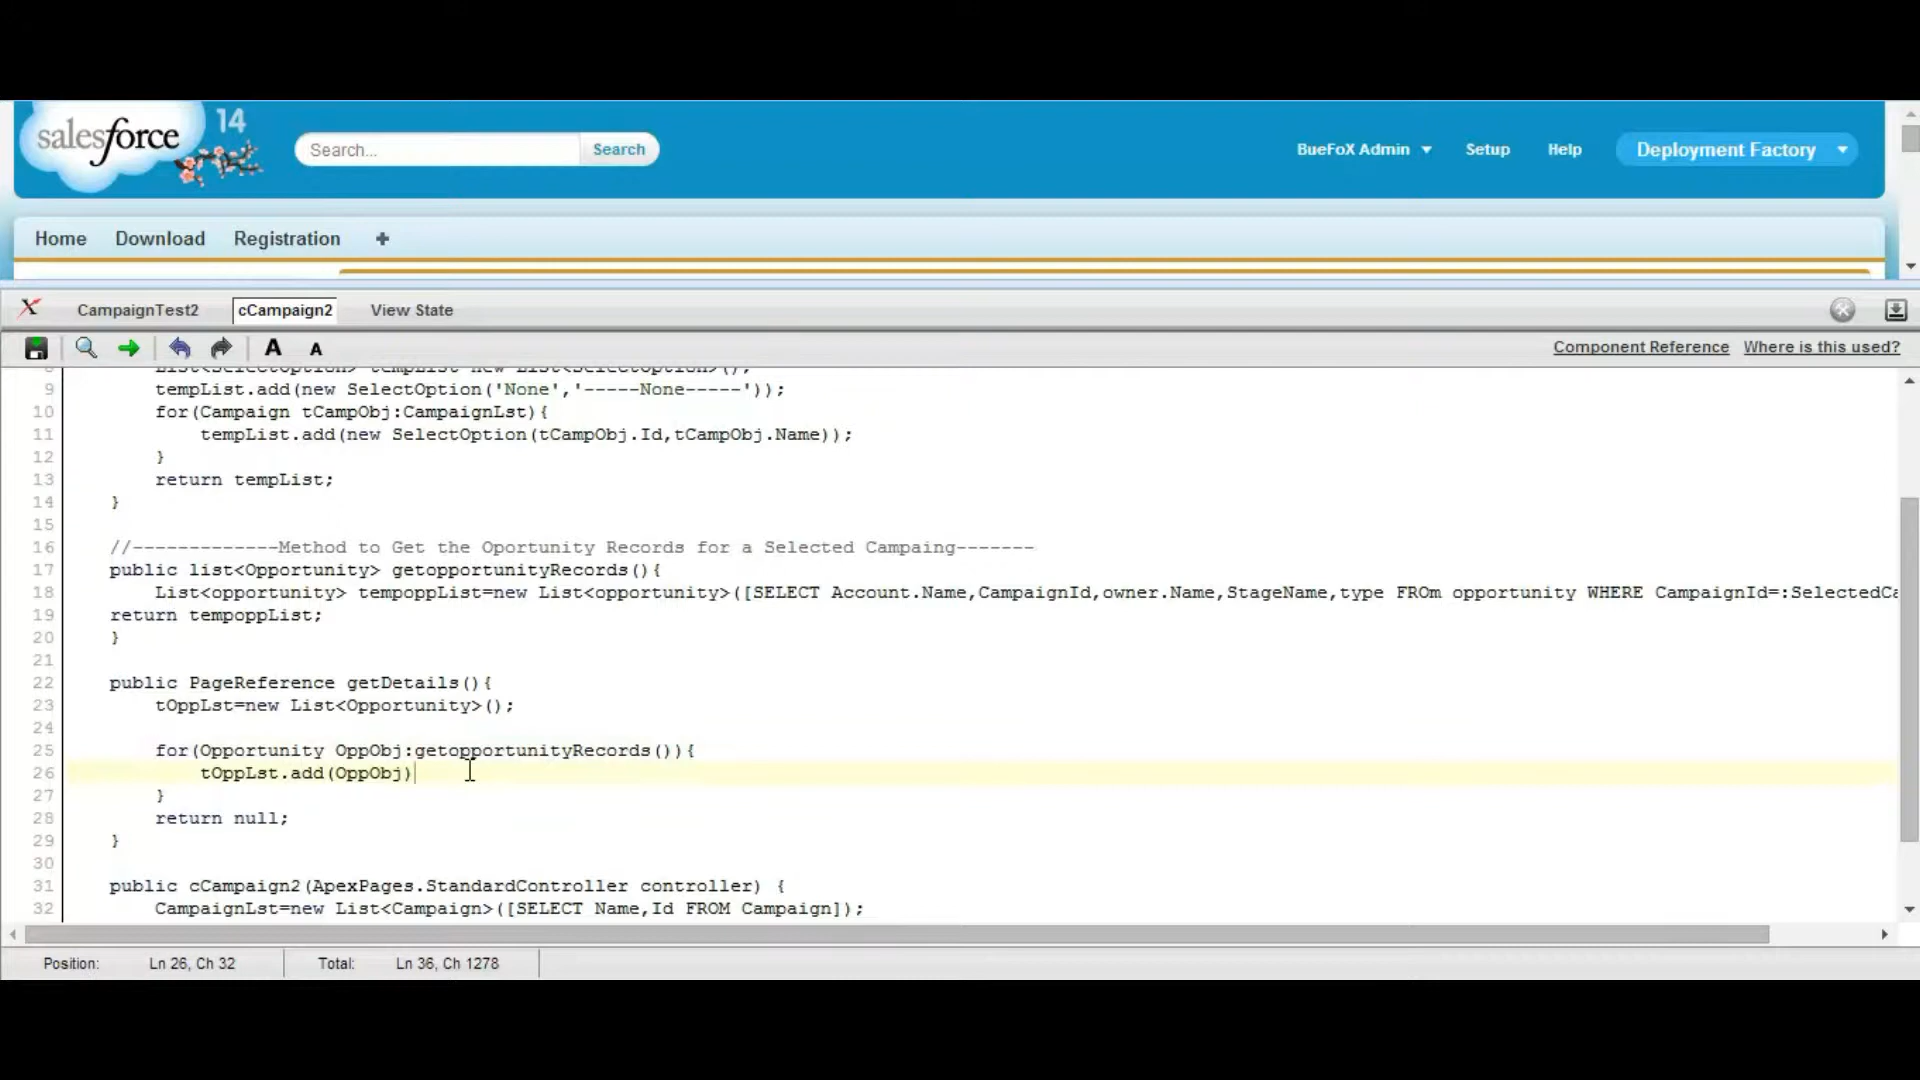 salesforce 14
Search...
Search
BueFoX Admin
Setup
Help
Deployment Factory
Home
Download
Registration
+
CampaignTest2
cCampaign2
View State
A
A
Component Reference
Where is this used?
8 List<SelectOption> tempList new List<SelectOption>();
9 tempList.add(new SelectOption('None','-----None-----'));
10 for(Campaign tCampObj:CampaignLst){
11 tempList.add(new SelectOption(tCampObj.Id,tCampObj.Name));
12 }
13 return tempList;
14 }
15
16 //-------------Method to Get the Oportunity Records for a Selected Campaing-------
17 public list<Opportunity> getopportunityRecords(){
18 List<opportunity> tempoppList=new List<opportunity>([SELECT Account.Name,CampaignId,owner.Name,StageName,type FROm opportunity WHERE CampaignId=:SelectedCa
19 return tempoppList;
20 }
21
22 public PageReference getDetails(){
23 tOppLst=new List<Opportunity>();
24
25 for(Opportunity OppObj:getopportunityRecords()){
26 tOppLst.add(OppObj)
27 }
28 return null;
29 }
30
31 public cCampaign2(ApexPages.StandardController controller) {
32 CampaignLst=new List<Campaign>([SELECT Name,Id FROM Campaign]);
Position: Ln 26, Ch 32 Total: Ln 36, Ch 1278